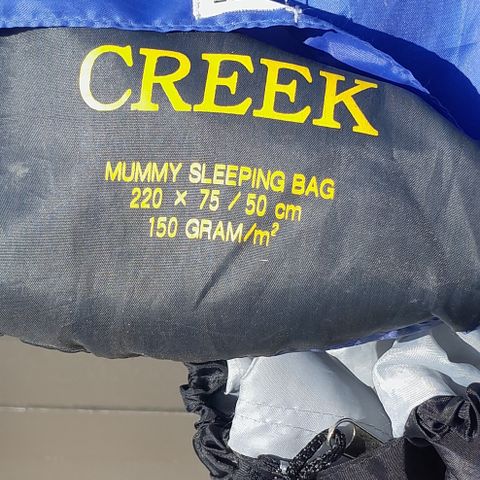 CREEK
MUMMY SLEEPING BAG
220 × 75 / 50 cm
150 GRAM/m²